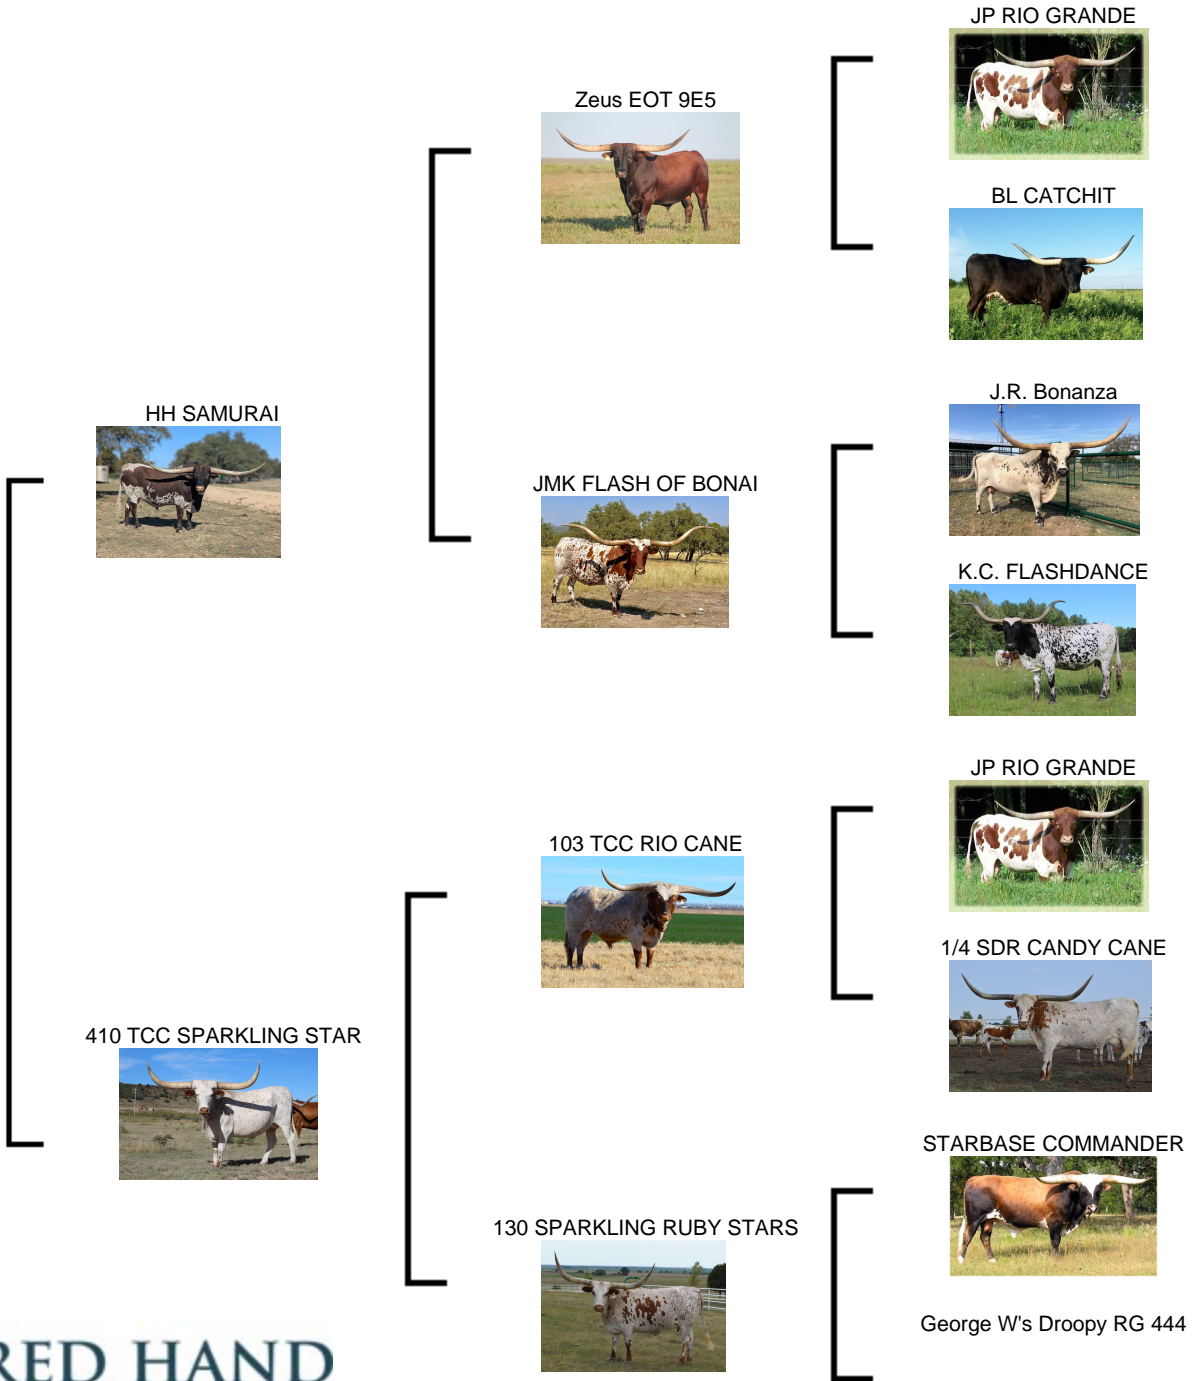 JP RIO GRANDE
Zeus EOT 9E5
BL CATCHIT
HH SAMURAI
J.R. Bonanza
JMK FLASH OF BONAI
K.C. FLASHDANCE
JP RIO GRANDE
103 TCC RIO CANE
1/4 SDR CANDY CANE
410 TCC SPARKLING STAR
STARBASE COMMANDER
130 SPARKLING RUBY STARS
George W's Droopy RG 444
RED HAND